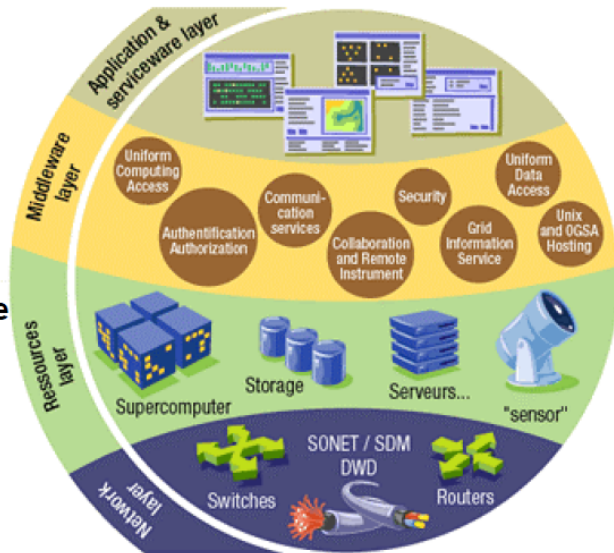 Application &
serviceware layer
Middleware
layer
Uniform
Computing
Access
Authentification
Authorization
Communi-
cation
services
Collaboration
and Remote
Instrument
Security
Grid
Information
Service
Uniform
Data
Access
Unix
and OGSA
Hosting
e
Ressources
layer
Supercomputer
Storage
Serveurs...
"sensor"
Network
layer
SONET / SDM
DWD
Switches
Routers